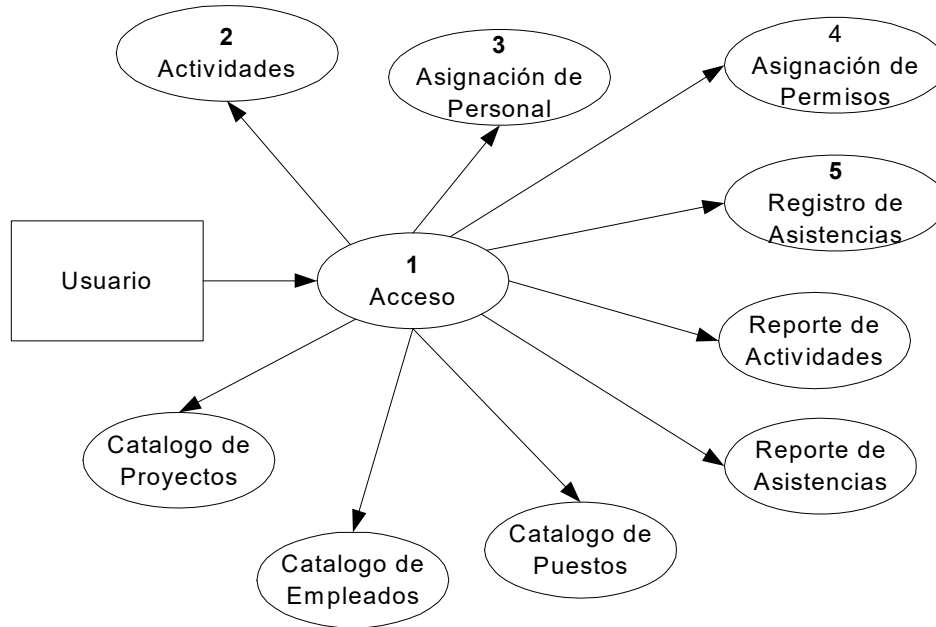 2
Actividades
3
Asignación de
Personal
4
Asignación de
Permisos
5
Registro de
Asistencias
Usuario
1
Acceso
Reporte de
Actividades
Reporte de
Asistencias
Catalogo de
Proyectos
Catalogo de
Empleados
Catalogo de
Puestos